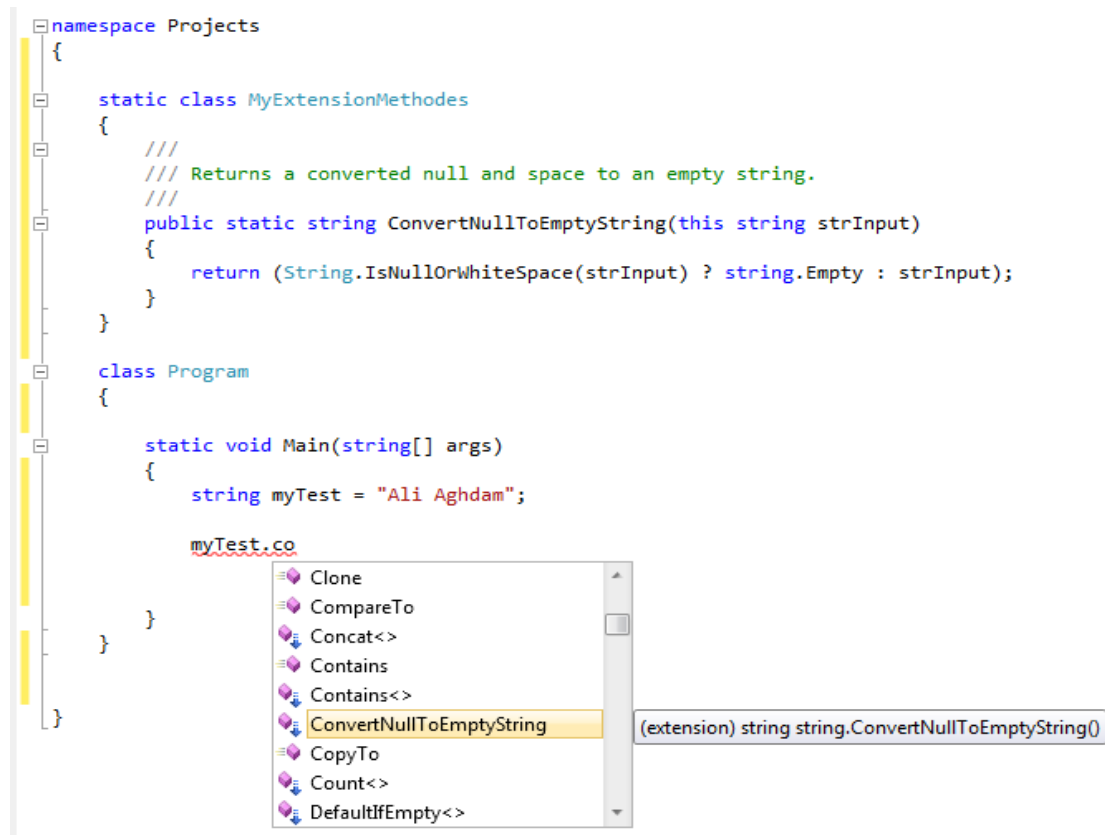 namespace Projects
{
static class MyExtensionMethodes
{
///
/// Returns a converted null and space to an empty string.
///
public static string ConvertNullToEmptyString(this string strInput)
{
return (String.IsNullOrWhiteSpace(strInput) ? string.Empty : strInput);
}
}
class Program
{
static void Main(string[] args)
{
string myTest = "Ali Aghdam";
myTest.co
Clone
CompareTo
Concat<>
Contains
Contains<>
ConvertNullToEmptyString (extension) string string.ConvertNullToEmptyString()
CopyTo
Count<>
DefaultIfEmpty<>
}
}
}